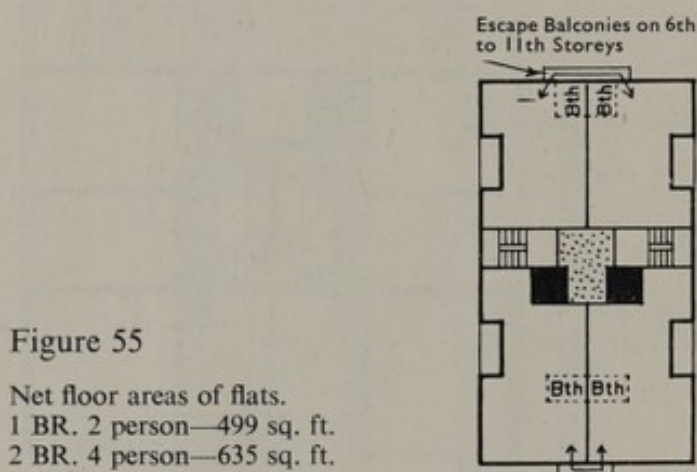 Escape Balconies on 6th
to 11th Storeys
Bth Bth
Bth Bth
Figure 55
Net floor areas of flats.
1 BR. 2 person—499 sq. ft.
2 BR. 4 person—635 sq. ft.